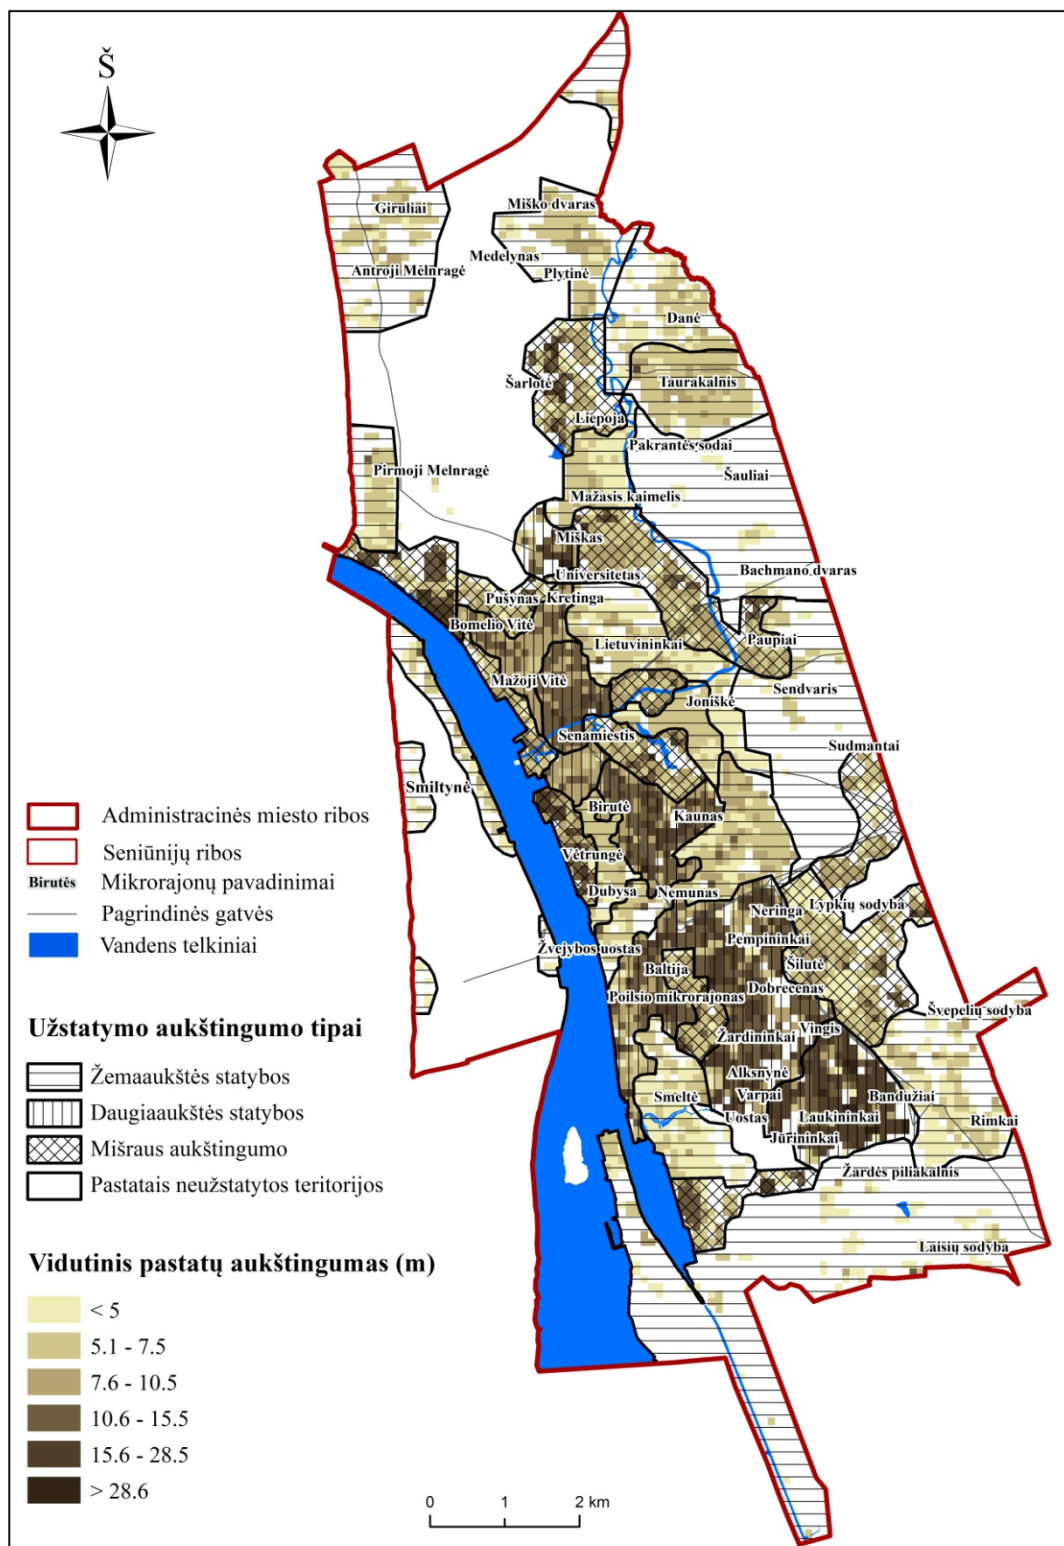 Š
Giruliai
Miško dvaras
Antroji Melnragė
Medelynas
Plytinė
Danė
Šarlotė
Taurakalnis
Liepoja
Pakrantės sodai
Pirmoji Melnragė
Šauliai
Mažasis kaimelis
Miškas
Universitetas
Bachmano dvaras
Pušynas
Kretinga
Bomelio Vitė
Lietuvininkai
Paupiai
Mažoji Vitė
Joniškė
Sendvaris
Senamiestis
Sudmantai
Smiltynė
Birutė
Kaunas
Vėtrungė
Dubysa
Nemunas
Neringa
Lypkių sodyba
Pempininkai
Žvejybos uostas
Baltija
Šilutė
Dobrecenas
Poilsio mikrorajonas
Švepelių sodyba
Žardininkai
Vingis
Alksnynė
Smeltė
Varpai
Bandužiai
Uostas
Laukininkai
Rimkai
Jūrininkai
Žardės piliakalnis
Laisių sodyba
Administracinės miesto ribos
Seniūnijų ribos
Birutės Mikrorajonų pavadinimai
Pagrindinės gatvės
Vandens telkiniai
Užstatymo aukštingumo tipai
Žemaaukštės statybos
Daugiaaukštės statybos
Mišraus aukštingumo
Pastatais neužstatytos teritorijos
Vidutinis pastatų aukštingumas (m)
< 5
5.1 - 7.5
7.6 - 10.5
10.6 - 15.5
15.6 - 28.5
> 28.6
0 1 2 km